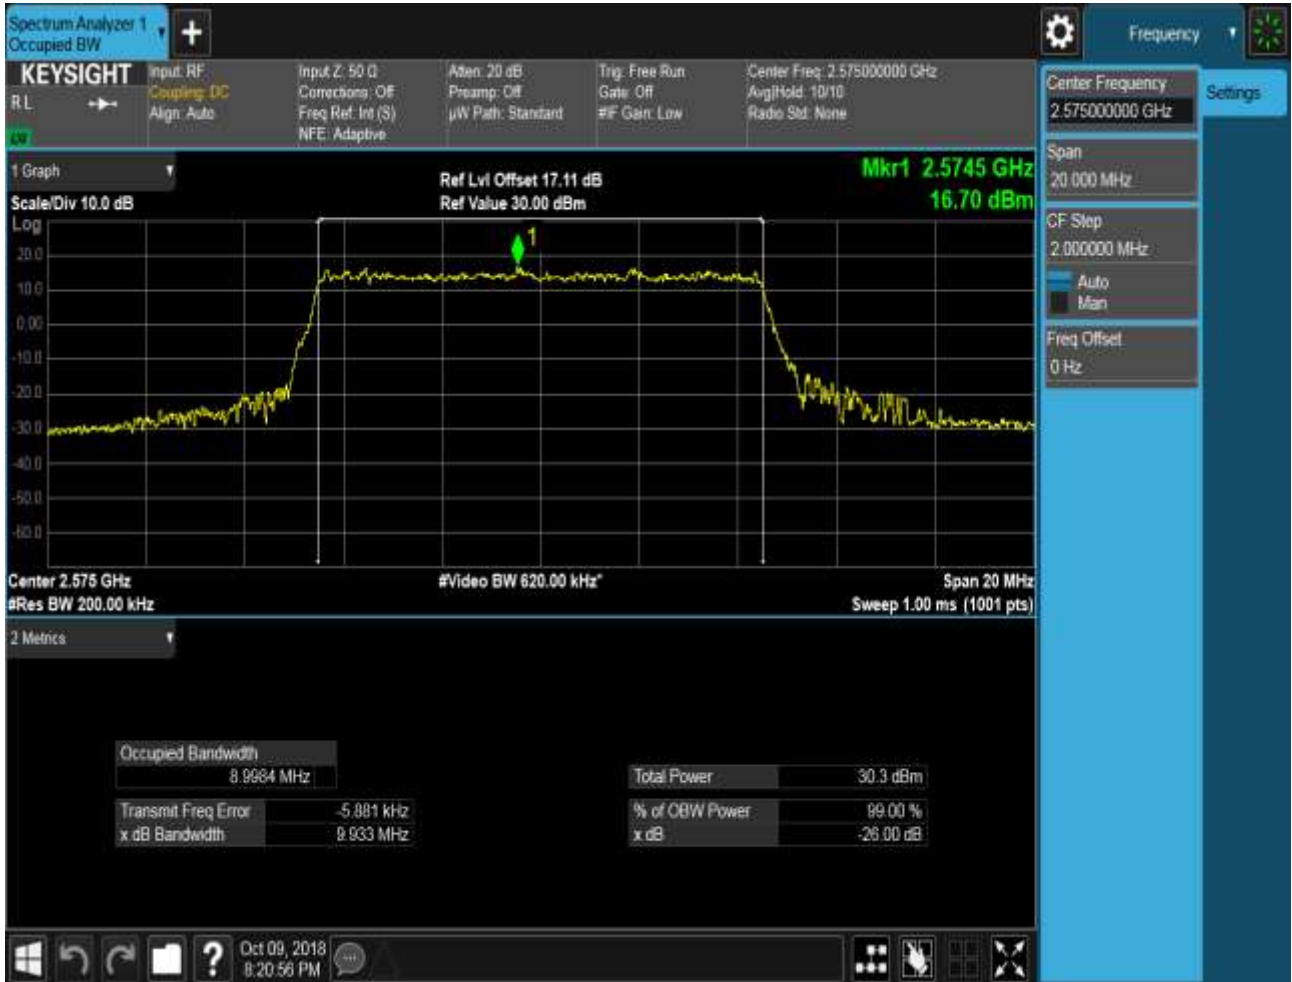 Spectrum Analyzer 1
Occupied BW
+
Frequency
KEYSIGHT
RL
Input: RF
Coupling: DC
Align: Auto
Input Z: 50 Ω
Corrections: Off
Freq Ref: Int (S)
NFE: Adaptive
Atten: 20 dB
Preamp: Off
µW Path: Standard
Trig: Free Run
Gate: Off
#IF Gain: Low
Center Freq: 2.575000000 GHz
Avg|Hold: 10/10
Radio Std: None
Center Frequency
2.575000000 GHz
Settings
Span
20.000 MHz
CF Step
2.000000 MHz
Auto
Man
Freq Offset
0 Hz
1 Graph
Ref Lvl Offset 17.11 dB
Mkr1 2.5745 GHz
Scale/Div 10.0 dB
Ref Value 30.00 dBm
16.70 dBm
Log
1
20.0
10.0
0.00
-10.0
-20.0
-30.0
-40.0
-50.0
-60.0
Center 2.575 GHz
#Video BW 620.00 kHz*
Span 20 MHz
#Res BW 200.00 kHz
Sweep 1.00 ms (1001 pts)
2 Metrics
Occupied Bandwidth
8.9984 MHz
Total Power 30.3 dBm
Transmit Freq Error -5.881 kHz
% of OBW Power 99.00 %
x dB Bandwidth 9.933 MHz
x dB -26.00 dB
?
Oct 09, 2018
8:20:56 PM